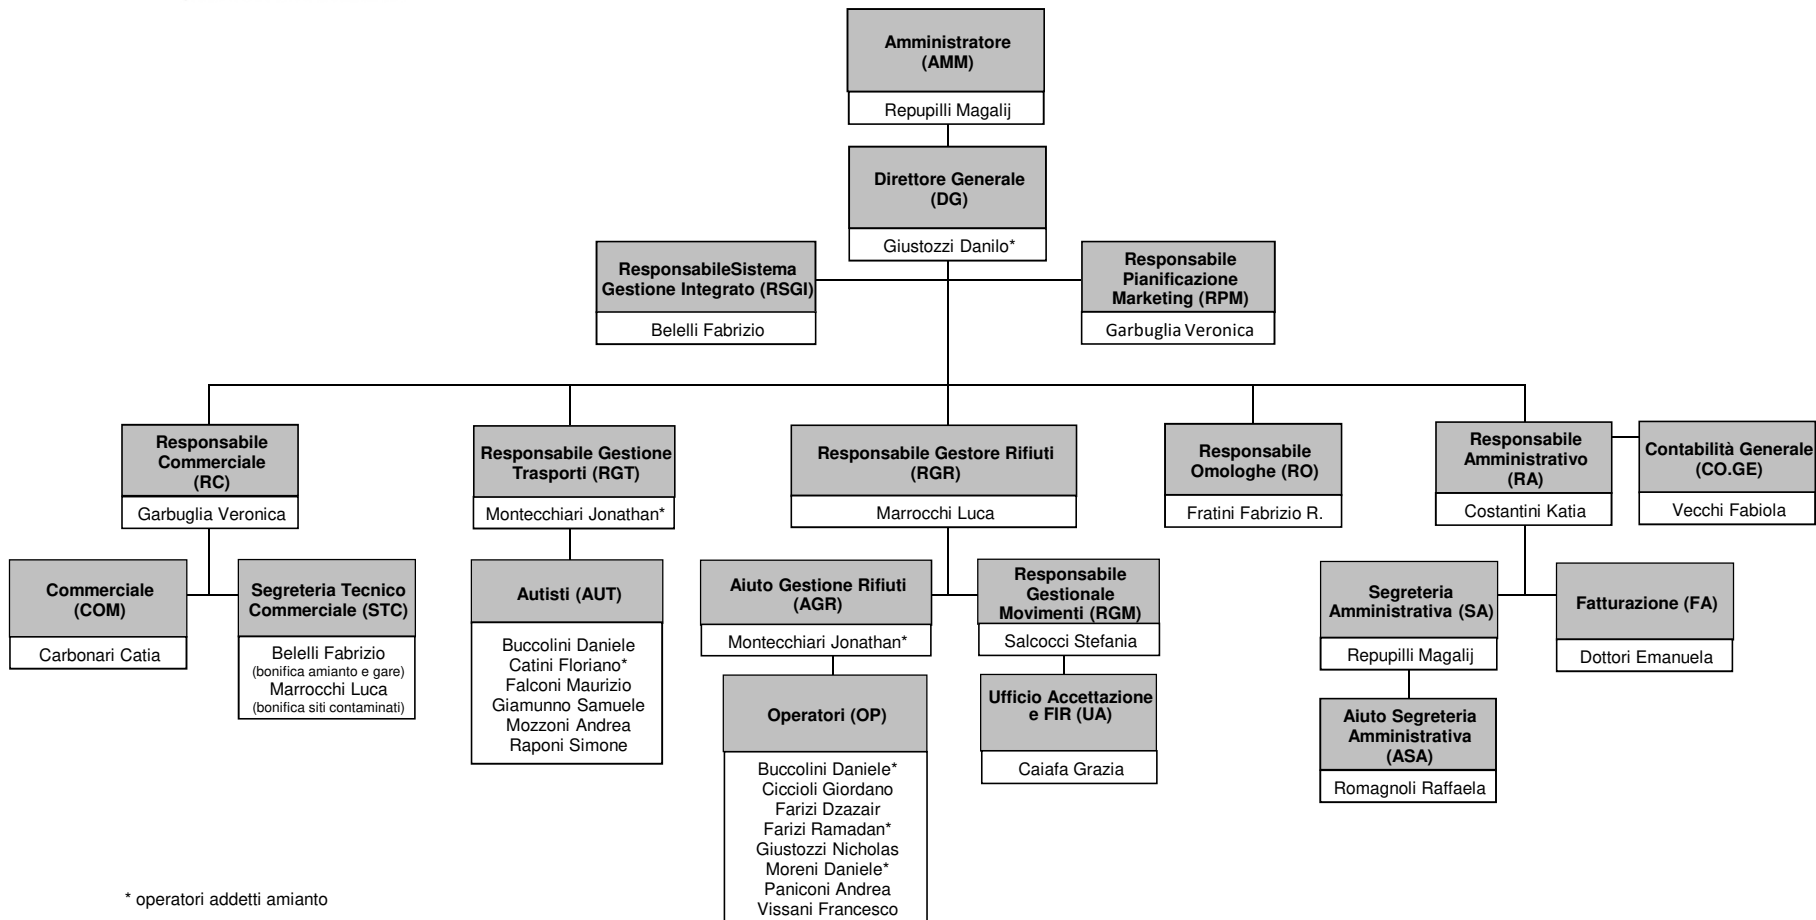 Amministratore
(AMM)
Repupilli Magalij
Direttore Generale
(DG)
Giustozzi Danilo*
ResponsabileSistema
Gestione Integrato (RSGI)
Belelli Fabrizio
Responsabile
Pianificazione
Marketing (RPM)
Garbuglia Veronica
Responsabile
Commerciale
(RC)
Garbuglia Veronica
Responsabile Gestione
Trasporti (RGT)
Montecchiari Jonathan*
Responsabile Gestore Rifiuti
(RGR)
Marrocchi Luca
Responsabile
Omologhe (RO)
Fratini Fabrizio R.
Responsabile
Amministrativo
(RA)
Costantini Katia
Contabilità Generale
(CO.GE)
Vecchi Fabiola
Commerciale
(COM)
Carbonari Catia
Segreteria Tecnico
Commerciale (STC)
Belelli Fabrizio
(bonifica amianto e gare)
Marrocchi Luca
(bonifica siti contaminati)
Autisti (AUT)
Buccolini Daniele
Catini Floriano*
Falconi Maurizio
Giamunno Samuele
Mozzoni Andrea
Raponi Simone
Aiuto Gestione Rifiuti
(AGR)
Montecchiari Jonathan*
Responsabile
Gestionale
Movimenti (RGM)
Salcocci Stefania
Segreteria
Amministrativa (SA)
Repupilli Magalij
Fatturazione (FA)
Dottori Emanuela
Operatori (OP)
Buccolini Daniele*
Ciccioli Giordano
Farizi Dzazair
Farizi Ramadan*
Giustozzi Nicholas
Moreni Daniele*
Paniconi Andrea
Vissani Francesco
Ufficio Accettazione
e FIR (UA)
Caiafa Grazia
Aiuto Segreteria
Amministrativa
(ASA)
Romagnoli Raffaela
* operatori addetti amianto